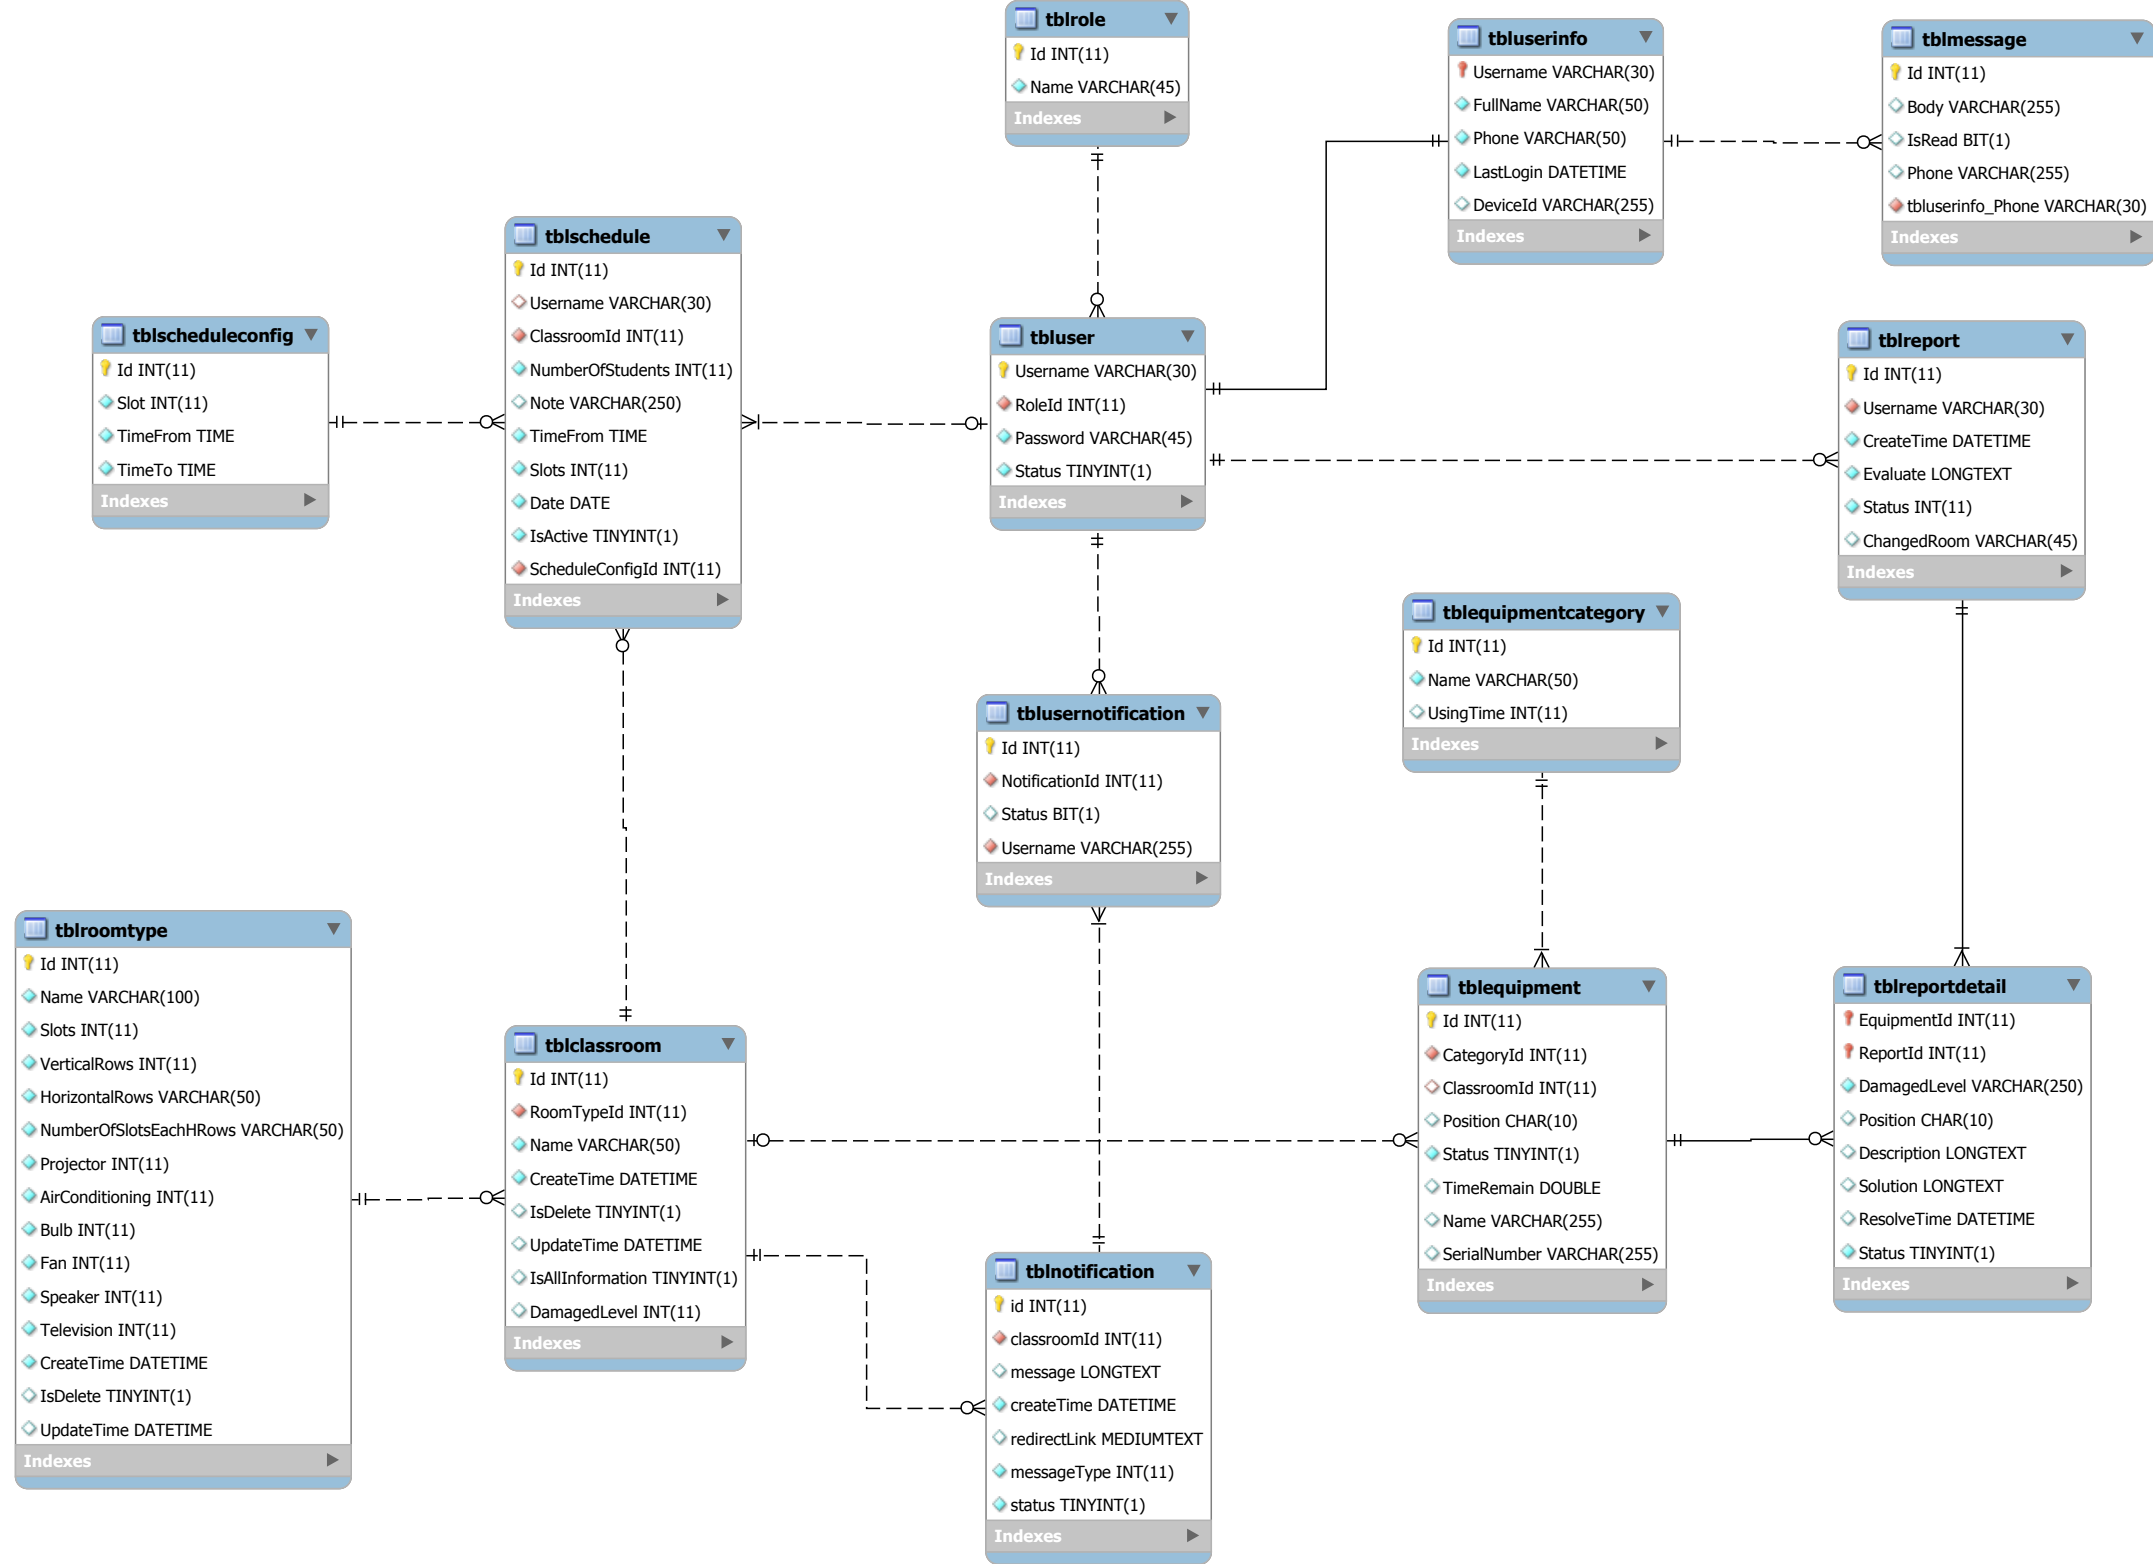 tblrole
Id INT(11)
Name VARCHAR(45)
Indexes
tbluserinfo
Username VARCHAR(30)
FullName VARCHAR(50)
Phone VARCHAR(50)
LastLogin DATETIME
DeviceId VARCHAR(255)
Indexes
tblmessage
Id INT(11)
Body VARCHAR(255)
IsRead BIT(1)
Phone VARCHAR(255)
tbluserinfo_Phone VARCHAR(30)
Indexes
tblschedule
Id INT(11)
Username VARCHAR(30)
ClassroomId INT(11)
NumberOfStudents INT(11)
Note VARCHAR(250)
TimeFrom TIME
Slots INT(11)
Date DATE
IsActive TINYINT(1)
ScheduleConfigId INT(11)
Indexes
tblscheduleconfig
Id INT(11)
Slot INT(11)
TimeFrom TIME
TimeTo TIME
Indexes
tbluser
Username VARCHAR(30)
RoleId INT(11)
Password VARCHAR(45)
Status TINYINT(1)
Indexes
tblreport
Id INT(11)
Username VARCHAR(30)
CreateTime DATETIME
Evaluate LONGTEXT
Status INT(11)
ChangedRoom VARCHAR(45)
Indexes
tblequipmentcategory
Id INT(11)
Name VARCHAR(50)
UsingTime INT(11)
Indexes
tblusernotification
Id INT(11)
NotificationId INT(11)
Status BIT(1)
Username VARCHAR(255)
Indexes
tblroomtype
Id INT(11)
Name VARCHAR(100)
Slots INT(11)
VerticalRows INT(11)
HorizontalRows VARCHAR(50)
NumberOfSlotsEachHRows VARCHAR(50)
Projector INT(11)
AirConditioning INT(11)
Bulb INT(11)
Fan INT(11)
Speaker INT(11)
Television INT(11)
CreateTime DATETIME
IsDelete TINYINT(1)
UpdateTime DATETIME
Indexes
tblclassroom
Id INT(11)
RoomTypeId INT(11)
Name VARCHAR(50)
CreateTime DATETIME
IsDelete TINYINT(1)
UpdateTime DATETIME
IsAllInformation TINYINT(1)
DamagedLevel INT(11)
Indexes
tblequipment
Id INT(11)
CategoryId INT(11)
ClassroomId INT(11)
Position CHAR(10)
Status TINYINT(1)
TimeRemain DOUBLE
Name VARCHAR(255)
SerialNumber VARCHAR(255)
Indexes
tblreportdetail
EquipmentId INT(11)
ReportId INT(11)
DamagedLevel VARCHAR(250)
Position CHAR(10)
Description LONGTEXT
Solution LONGTEXT
ResolveTime DATETIME
Status TINYINT(1)
Indexes
tblnotification
id INT(11)
classroomId INT(11)
message LONGTEXT
createTime DATETIME
redirectLink MEDIUMTEXT
messageType INT(11)
status TINYINT(1)
Indexes